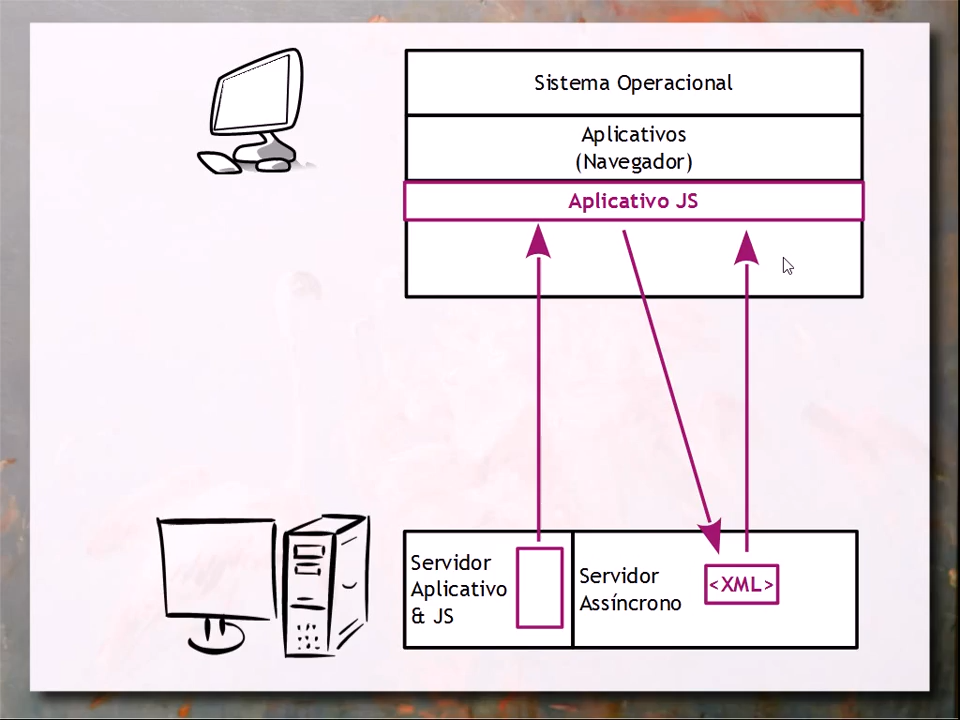 Sistema Operacional
Aplicativos
(Navegador)
Aplicativo JS
Servidor
Aplicativo
& JS
Servidor
Assíncrono
<XML>